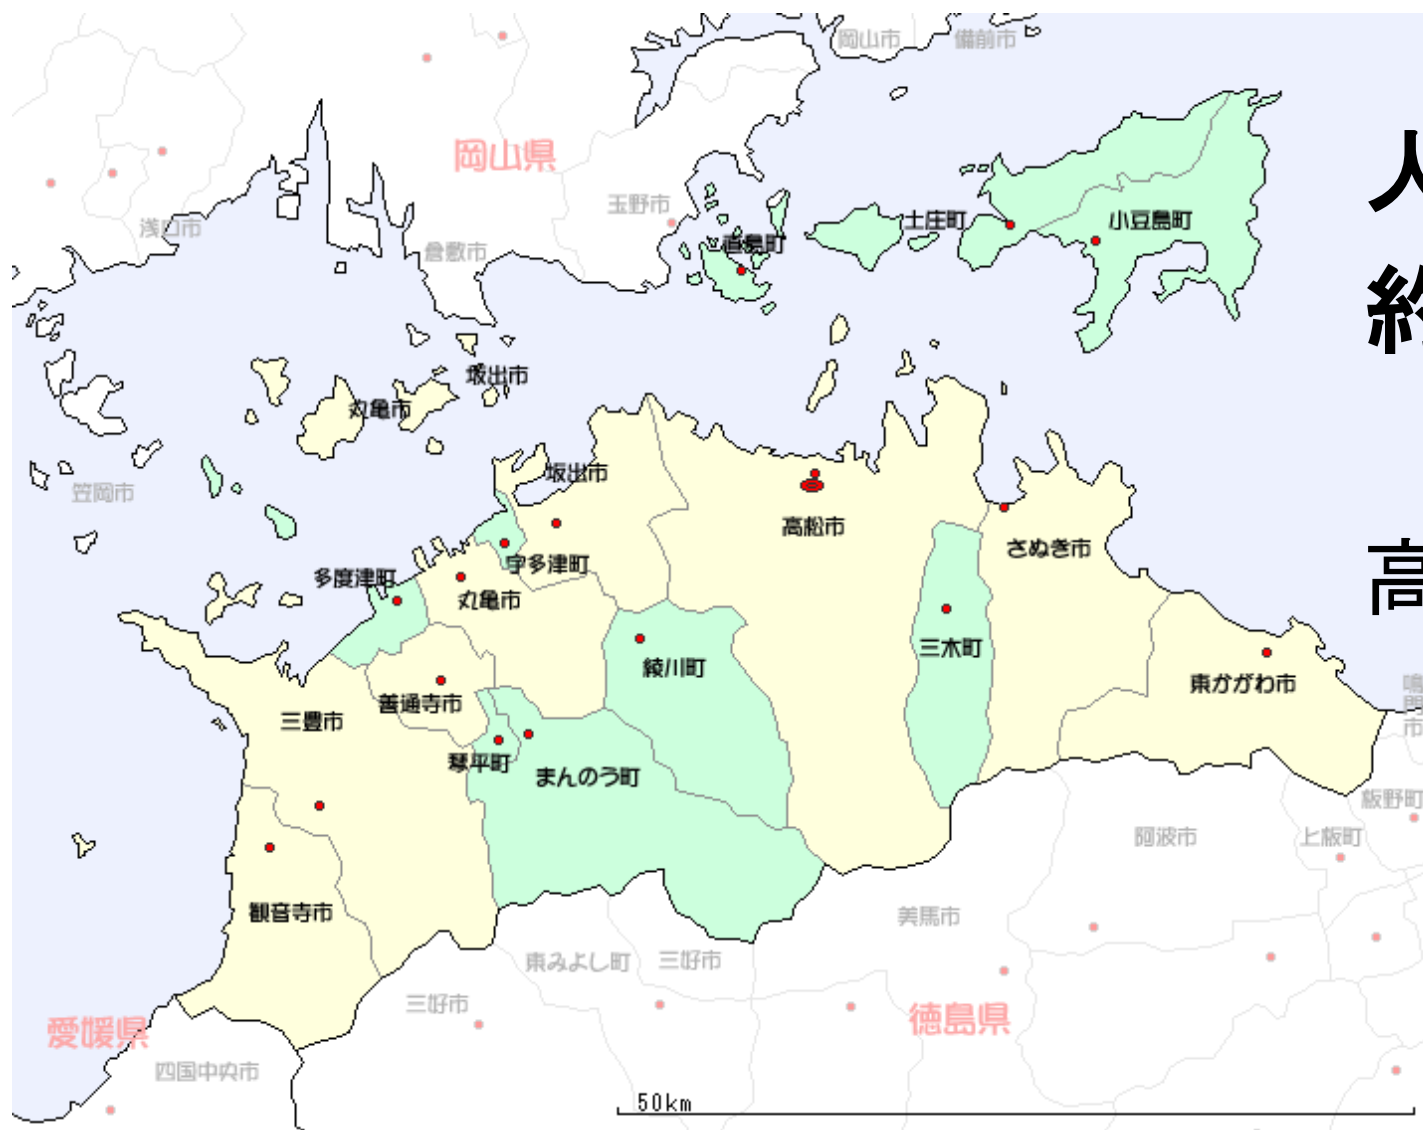 岡山市
備前市
人
岡山県
玉野市
浅口市
倉敷市
直島町
土庄町
小豆島町
約
坂出市
丸亀市
坂出市
笠岡市
高松市
さぬき市
高
多度津町
宇多津町
丸亀市
三木町
綾川町
東かがわ市
鳴門市
善通寺市
三豊市
琴平町
まんのう町
板野町
阿波市
上板町
観音寺市
美馬市
東みよし町
三好市
三好市
徳島県
愛媛県
四国中央市
50km